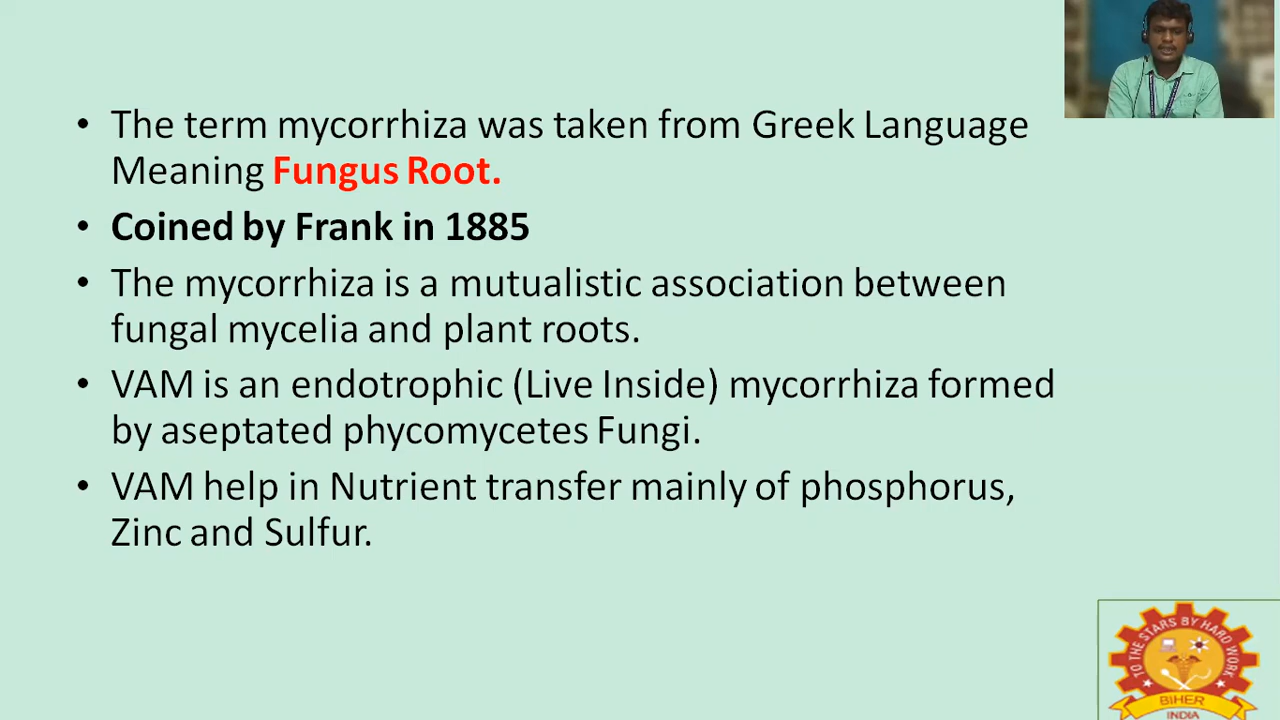 • The term mycorrhiza was taken from Greek Language
Meaning Fungus Root.
• Coined by Frank in 1885
• The mycorrhiza is a mutualistic association between
fungal mycelia and plant roots.
• VAM is an endotrophic (Live Inside) mycorrhiza formed
by aseptated phycomycetes Fungi.
• VAM help in Nutrient transfer mainly of phosphorus,
Zinc and Sulfur.
TO THE STARS BY HARD WORK
BIHER
INDIA